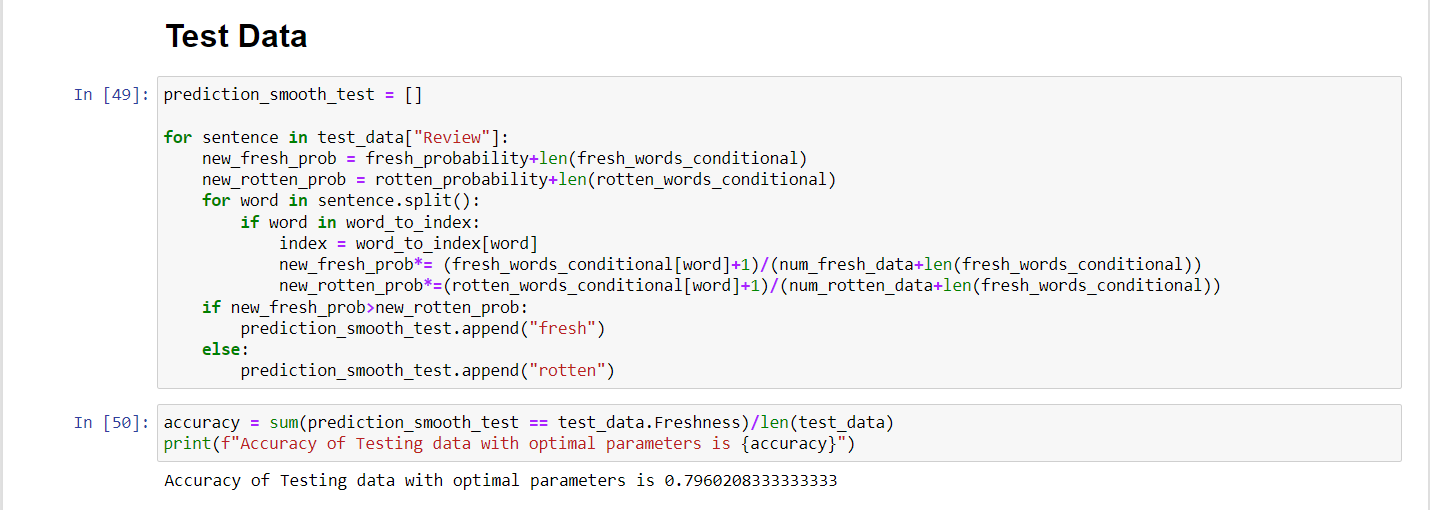 Test Data
In [49]: prediction_smooth_test = []
for sentence in test_data["Review"]:
    new_fresh_prob = fresh_probability+len(fresh_words_conditional)
    new_rotten_prob = rotten_probability+len(rotten_words_conditional)
    for word in sentence.split():
        if word in word_to_index:
            index = word_to_index[word]
            new_fresh_prob*= (fresh_words_conditional[word]+1)/(num_fresh_data+len(fresh_words_conditional))
            new_rotten_prob*=(rotten_words_conditional[word]+1)/(num_rotten_data+len(fresh_words_conditional))
    if new_fresh_prob>new_rotten_prob:
        prediction_smooth_test.append("fresh")
    else:
        prediction_smooth_test.append("rotten")
In [50]: accuracy = sum(prediction_smooth_test == test_data.Freshness)/len(test_data)
print(f"Accuracy of Testing data with optimal parameters is {accuracy}")
Accuracy of Testing data with optimal parameters is 0.7960208333333333